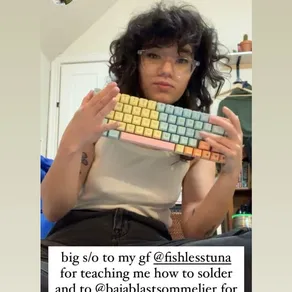 big s/o to my gf @fishlesstuna
for teaching me how to solder
and to @bajablastsommelier for